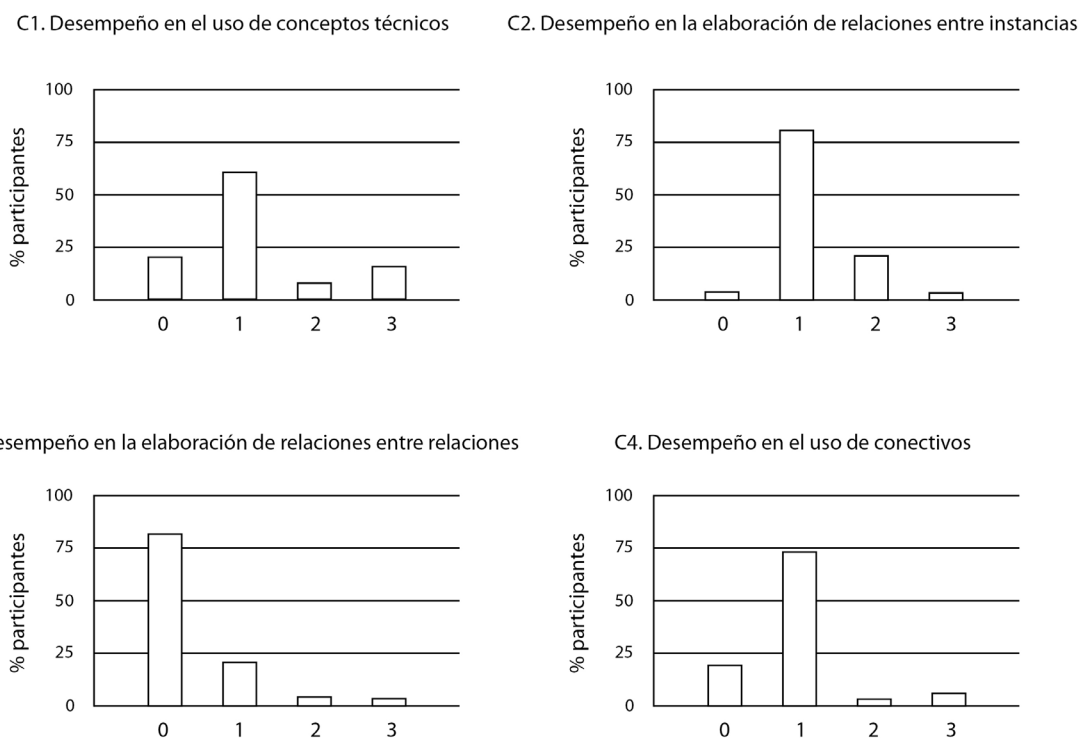 C1. Desempeño en el uso de conceptos técnicos
100
75
50
25
0
% participantes
0 1 2 3
C2. Desempeño en la elaboración de relaciones entre instancias
100
75
50
25
0
% participantes
0 1 2 3
esempeño en la elaboración de relaciones entre relaciones
100
75
50
25
0
% participantes
0 1 2 3
C4. Desempeño en el uso de conectivos
100
75
50
25
0
% participantes
0 1 2 3